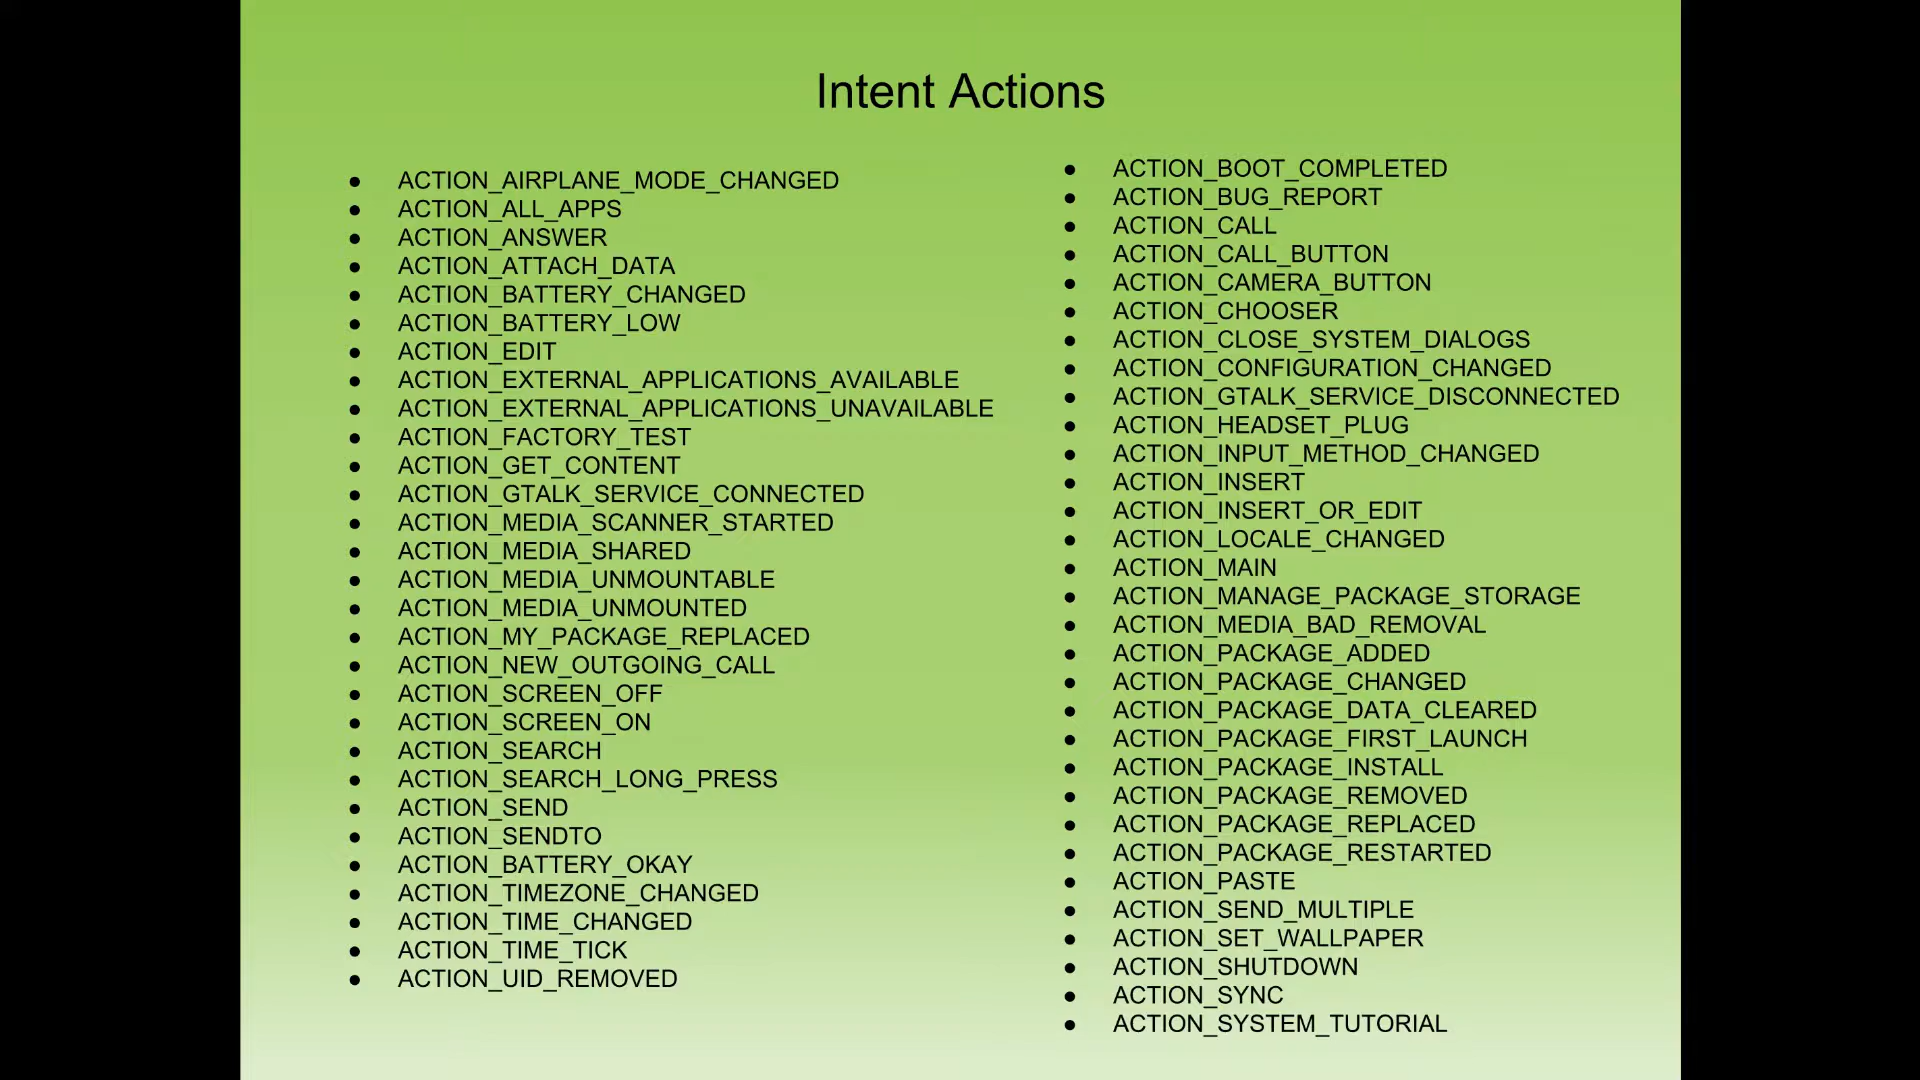 Intent Actions
● ACTION_AIRPLANE_MODE_CHANGED
● ACTION_ALL_APPS
● ACTION_ANSWER
● ACTION_ATTACH_DATA
● ACTION_BATTERY_CHANGED
● ACTION_BATTERY_LOW
● ACTION_EDIT
● ACTION_EXTERNAL_APPLICATIONS_AVAILABLE
● ACTION_EXTERNAL_APPLICATIONS_UNAVAILABLE
● ACTION_FACTORY_TEST
● ACTION_GET_CONTENT
● ACTION_GTALK_SERVICE_CONNECTED
● ACTION_MEDIA_SCANNER_STARTED
● ACTION_MEDIA_SHARED
● ACTION_MEDIA_UNMOUNTABLE
● ACTION_MEDIA_UNMOUNTED
● ACTION_MY_PACKAGE_REPLACED
● ACTION_NEW_OUTGOING_CALL
● ACTION_SCREEN_OFF
● ACTION_SCREEN_ON
● ACTION_SEARCH
● ACTION_SEARCH_LONG_PRESS
● ACTION_SEND
● ACTION_SENDTO
● ACTION_BATTERY_OKAY
● ACTION_TIMEZONE_CHANGED
● ACTION_TIME_CHANGED
● ACTION_TIME_TICK
● ACTION_UID_REMOVED
● ACTION_BOOT_COMPLETED
● ACTION_BUG_REPORT
● ACTION_CALL
● ACTION_CALL_BUTTON
● ACTION_CAMERA_BUTTON
● ACTION_CHOOSER
● ACTION_CLOSE_SYSTEM_DIALOGS
● ACTION_CONFIGURATION_CHANGED
● ACTION_GTALK_SERVICE_DISCONNECTED
● ACTION_HEADSET_PLUG
● ACTION_INPUT_METHOD_CHANGED
● ACTION_INSERT
● ACTION_INSERT_OR_EDIT
● ACTION_LOCALE_CHANGED
● ACTION_MAIN
● ACTION_MANAGE_PACKAGE_STORAGE
● ACTION_MEDIA_BAD_REMOVAL
● ACTION_PACKAGE_ADDED
● ACTION_PACKAGE_CHANGED
● ACTION_PACKAGE_DATA_CLEARED
● ACTION_PACKAGE_FIRST_LAUNCH
● ACTION_PACKAGE_INSTALL
● ACTION_PACKAGE_REMOVED
● ACTION_PACKAGE_REPLACED
● ACTION_PACKAGE_RESTARTED
● ACTION_PASTE
● ACTION_SEND_MULTIPLE
● ACTION_SET_WALLPAPER
● ACTION_SHUTDOWN
● ACTION_SYNC
● ACTION_SYSTEM_TUTORIAL